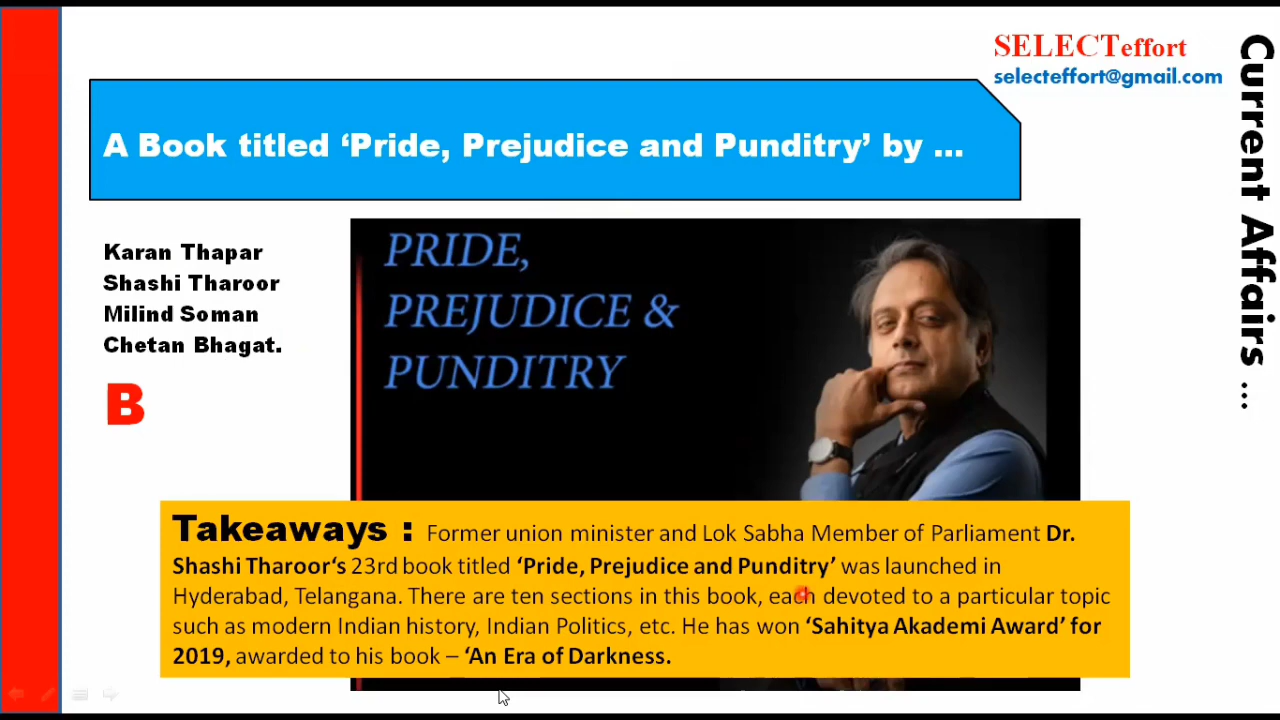 SELECTeffort
selecteffort@gmail.com
Current Affairs ...
A Book titled ‘Pride, Prejudice and Punditry’ by ...
Karan Thapar
Shashi Tharoor
Milind Soman
Chetan Bhagat.
B
PRIDE,
PREJUDICE &
PUNDITRY
Takeaways : Former union minister and Lok Sabha Member of Parliament Dr.
Shashi Tharoor‘s 23rd book titled ‘Pride, Prejudice and Punditry’ was launched in
Hyderabad, Telangana. There are ten sections in this book, each devoted to a particular topic
such as modern Indian history, Indian Politics, etc. He has won ‘Sahitya Akademi Award’ for
2019, awarded to his book – ‘An Era of Darkness.